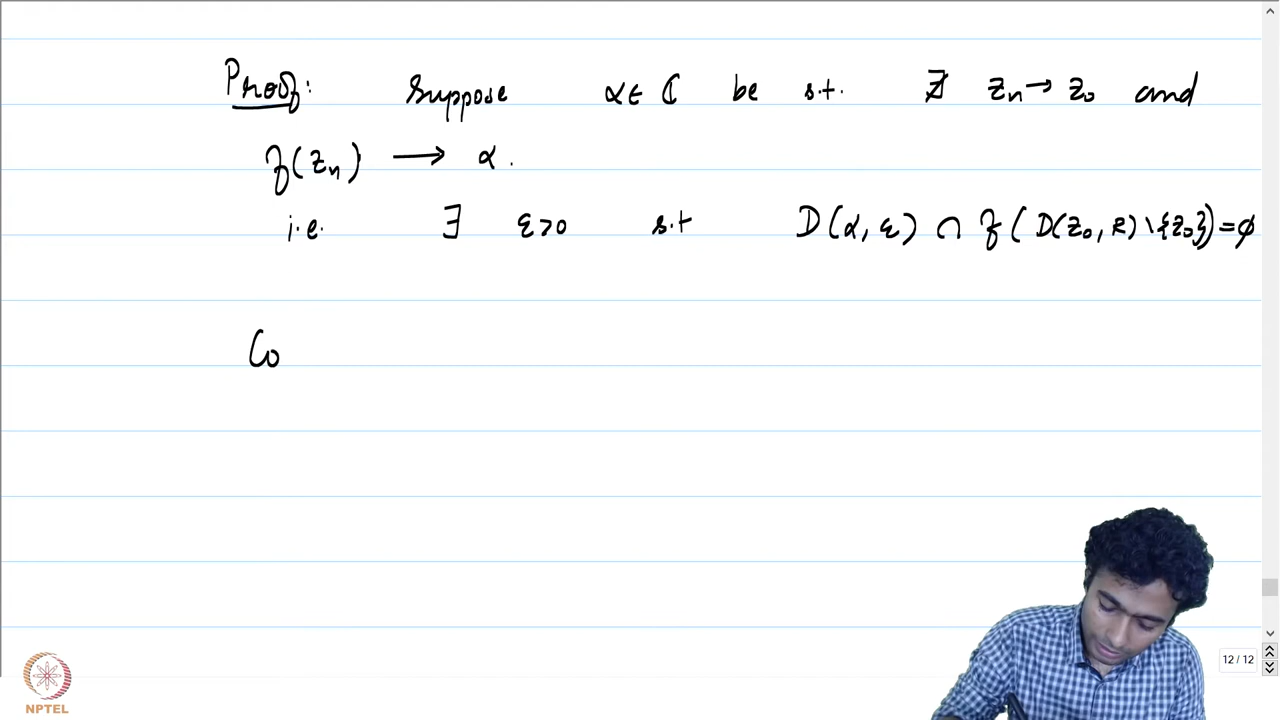 Proof: Suppose α∈ ℂ be s.t. ∄ zₙ→ z₀ and
f(zₙ) ⟶ α.
i.e. ∃ ε>0 s.t D(α, ε) ∩ f( D(z₀, R) \ {z₀}) = φ
Co
12 / 12
NPTEL